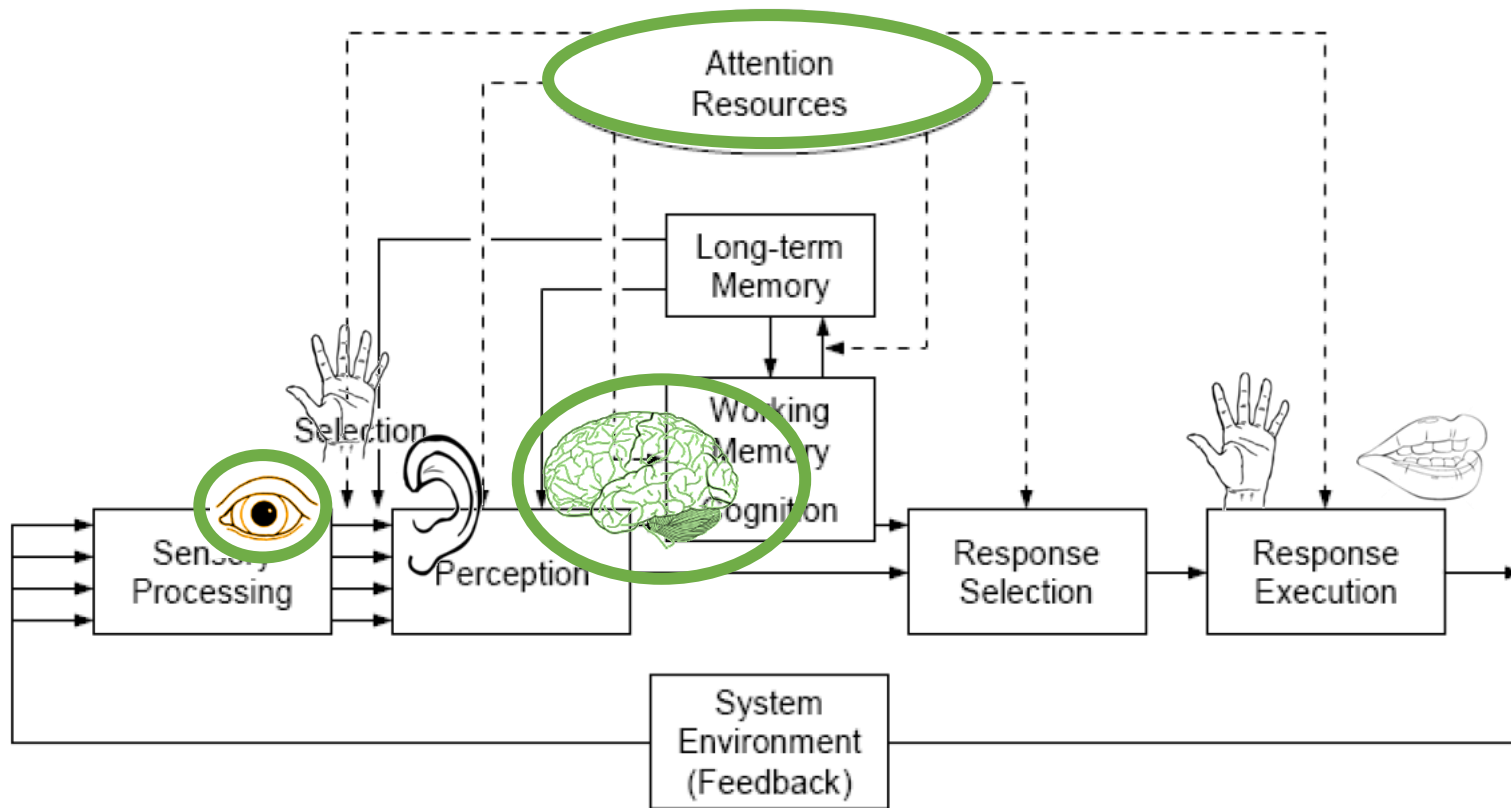 Attention
Resources
Long-term
Memory
Selection
Working
Memory
Cognition
Sensory
Processing
Perception
Response
Selection
Response
Execution
System
Environment
(Feedback)